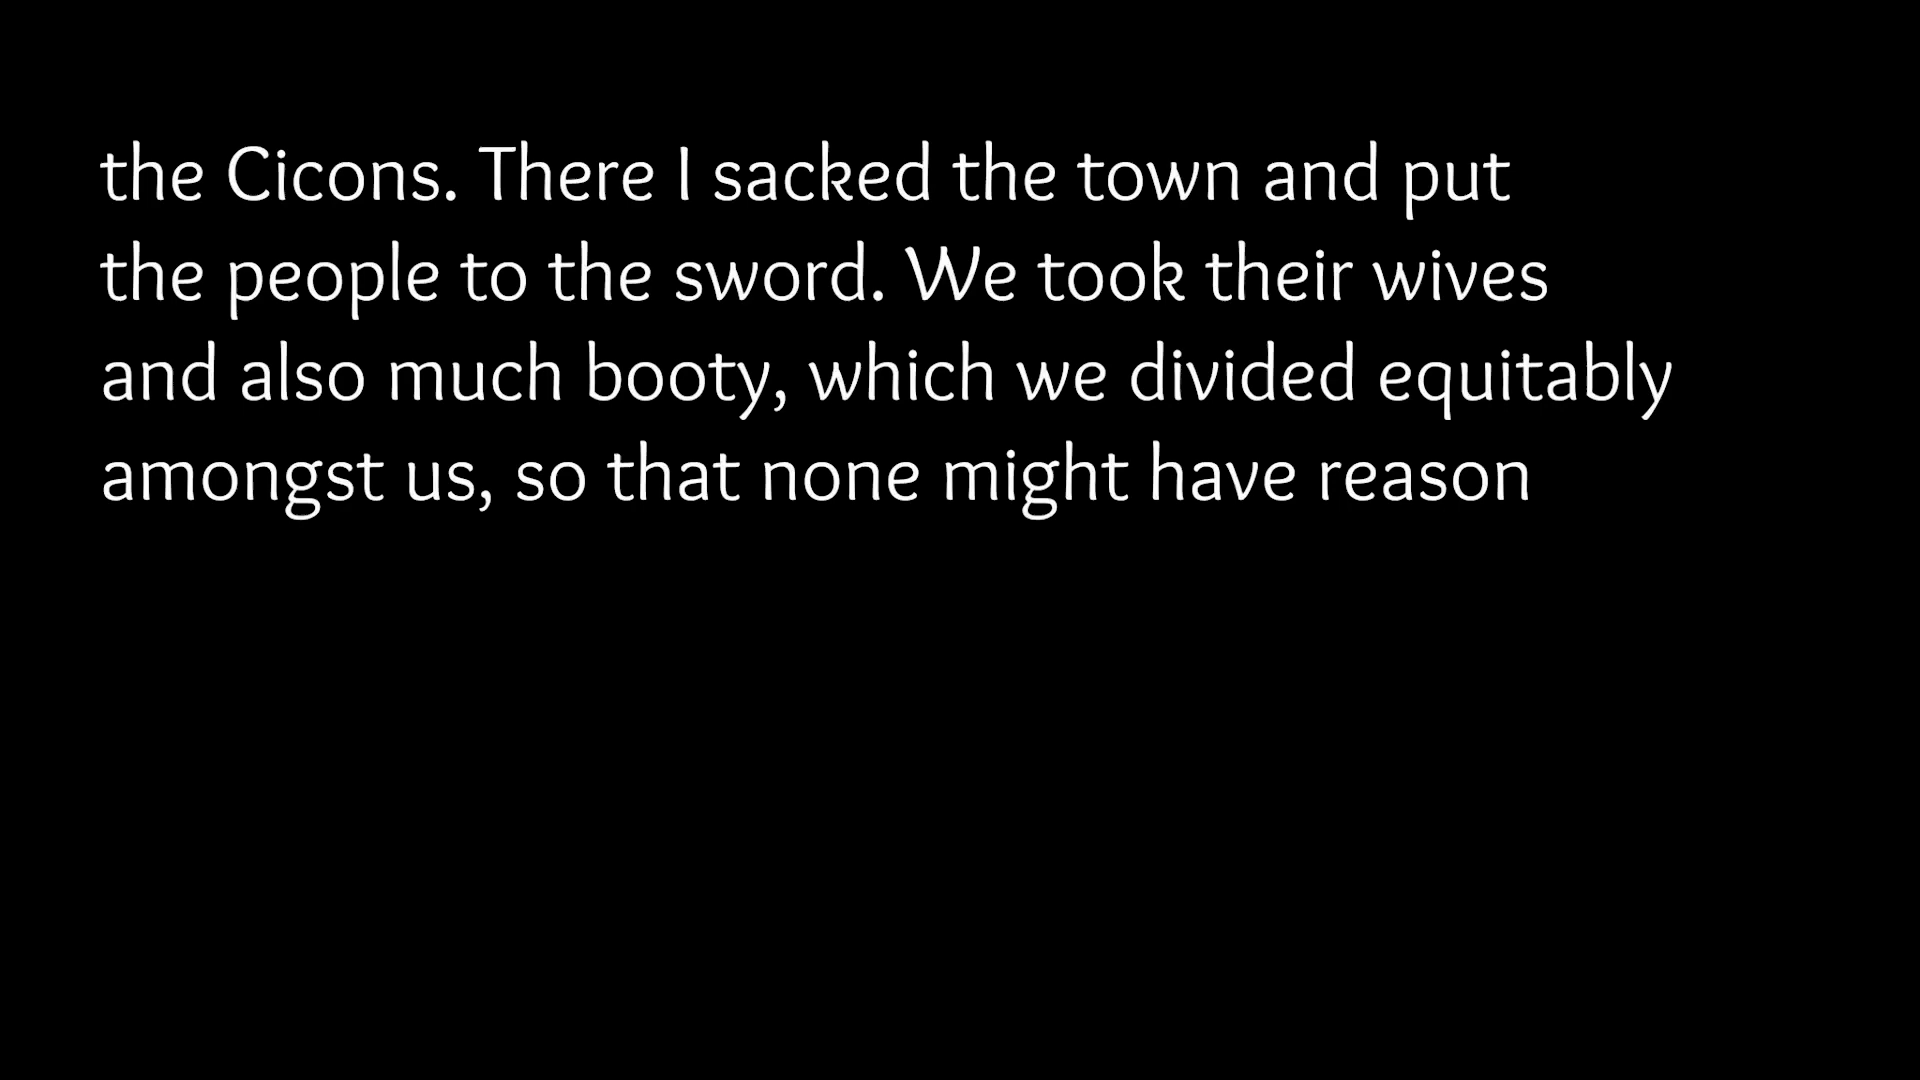 the Cicons. There I sacked the town and put
the people to the sword. We took their wives
and also much booty, which we divided equitably
amongst us, so that none might have reason